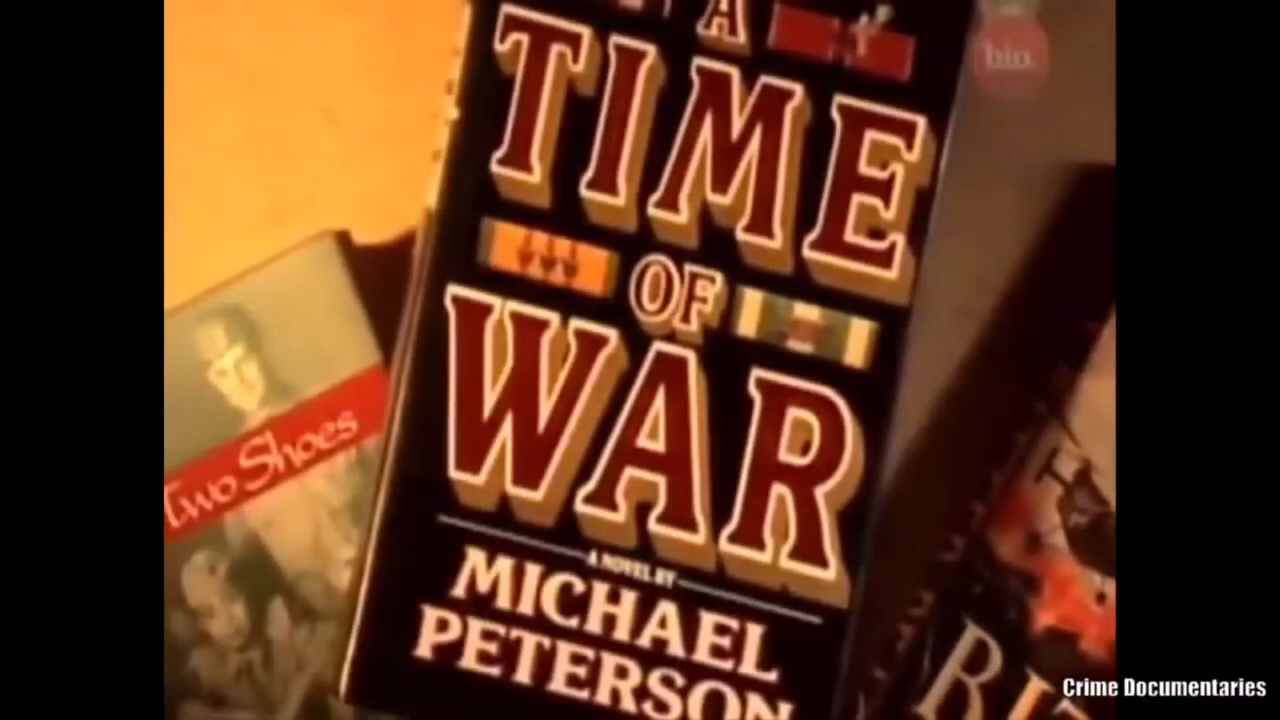 A
TIME
OF
WAR
A NOVEL BY
MICHAEL
PETERSON
Two Shoes
bio.
Crime Documentaries